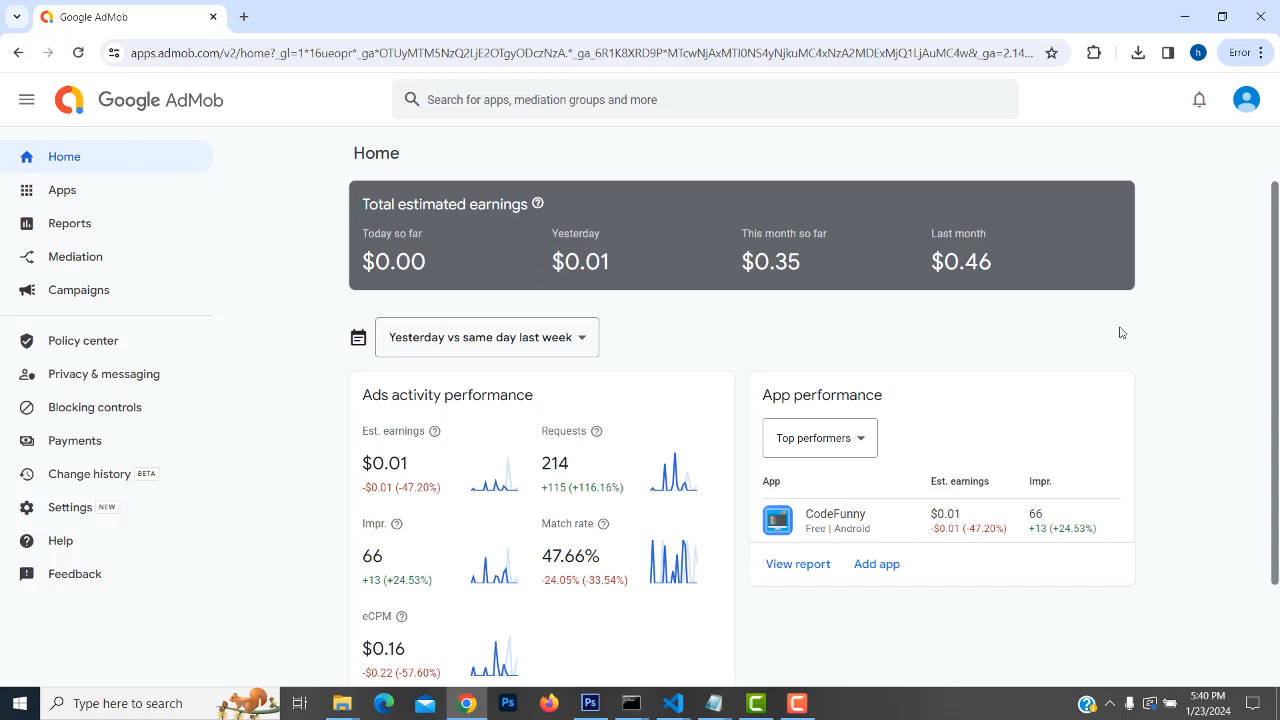 Google AdMob
apps.admob.com/v2/home?_gl=1*16ueopr*_ga*OTUyMTM5NzQ2LjE2OTgyODczNzA.*_ga_6R1K8XRD9P*MTcwNjAxMTI0NS4yNjkuMC4xNzA2MDExMjQ1LjAuMC4w&_ga=2.14...
h
Error
Google AdMob
Search for apps, mediation groups and more
Home
Apps
Reports
Mediation
Campaigns
Policy center
Privacy & messaging
Blocking controls
Payments
Change history BETA
Settings NEW
Help
Feedback
Home
Total estimated earnings
Today so far Yesterday This month so far Last month
$0.00 $0.01 $0.35 $0.46
Yesterday vs same day last week
Ads activity performance
Est. earnings Requests
$0.01 214
-$0.01 (-47.20%) +115 (+116.16%)
Impr. Match rate
66 47.66%
+13 (+24.53%) -24.05% (-33.54%)
eCPM
$0.16
-$0.22 (-57.60%)
App performance
Top performers
App Est. earnings Impr.
CodeFunny $0.01 66
Free | Android -$0.01 (-47.20%) +13 (+24.53%)
View report Add app
Type here to search
Ps
Ps
C
C
5:40 PM
1/23/2024